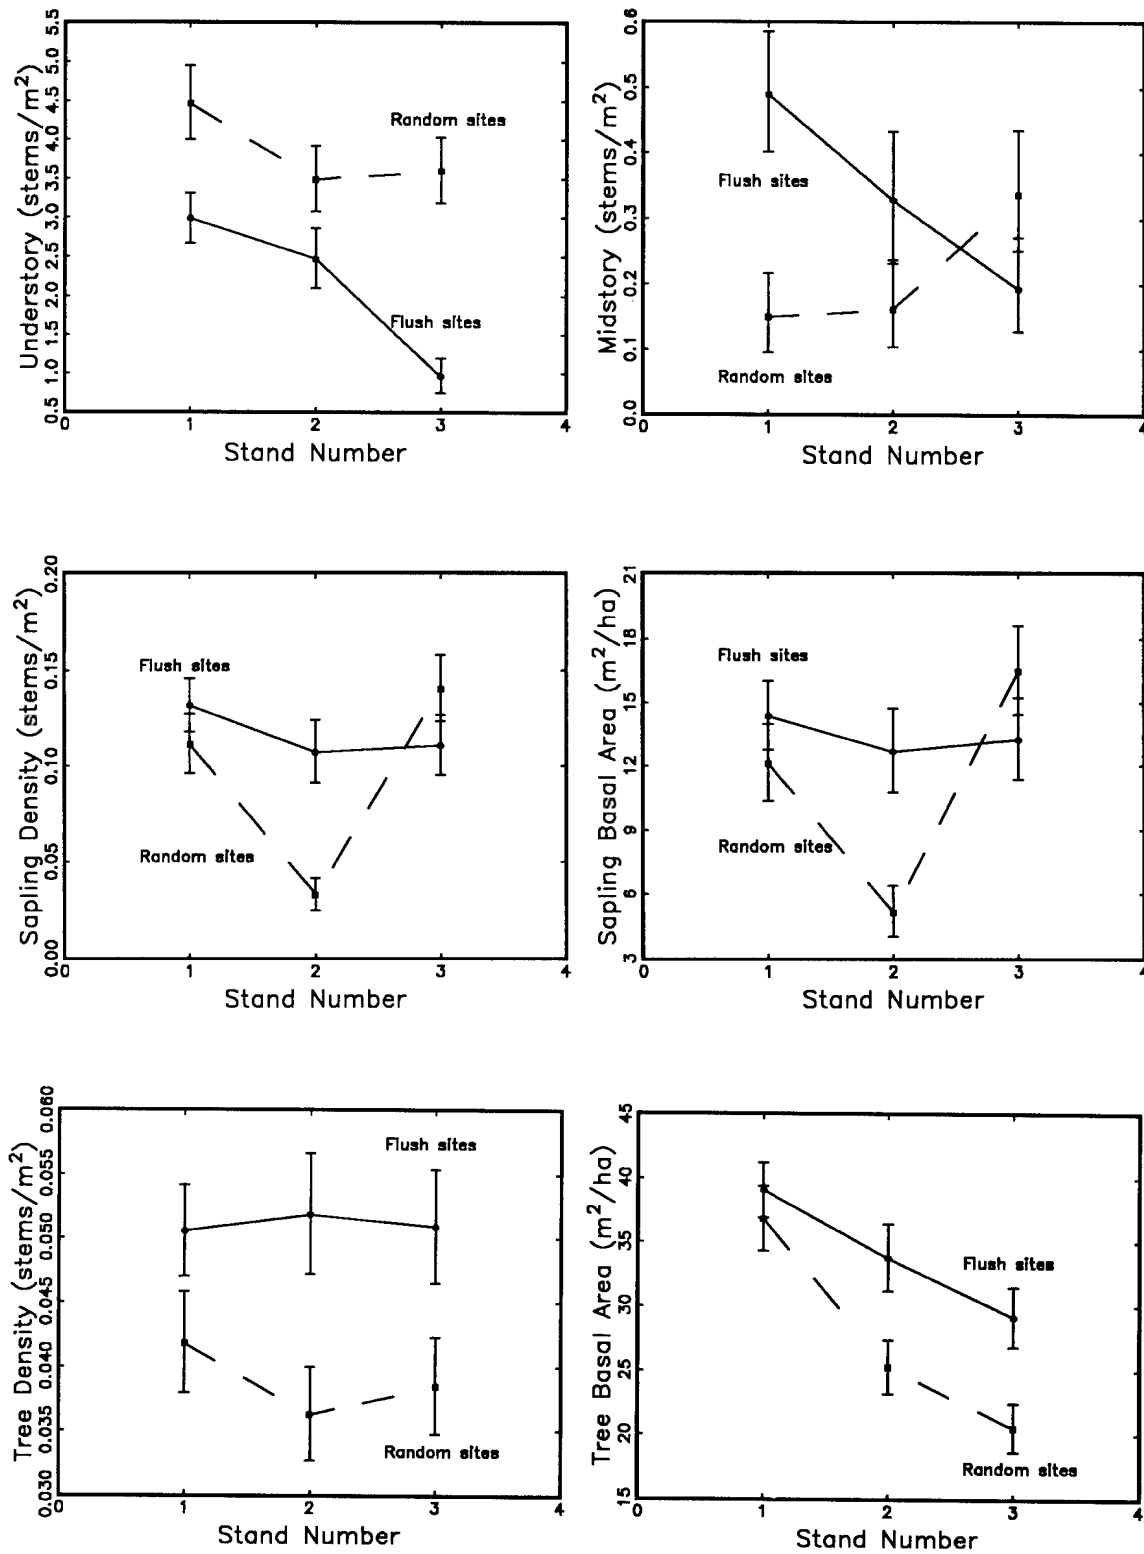 Understory (stems/m²)
5.5
5.0
4.5
4.0
3.5
3.0
2.5
2.0
1.5
1.0
0.5
Random sites
Flush sites
0 1 2 3 4
Stand Number
Midstory (stems/m²)
0.6
0.5
0.4
0.3
0.2
0.1
0.0
Flush sites
Random sites
0 1 2 3 4
Stand Number
Sapling Density (stems/m²)
0.20
0.15
0.10
0.05
0.00
Flush sites
Random sites
0.0 1 2 3 4
Stand Number
Sapling Basal Area (m²/ha)
21
18
15
12
9
6
3
Flush sites
Random sites
0 1 2 3 4
Stand Number
Tree Density (stems/m²)
0.060
0.055
0.050
0.045
0.040
0.035
0.030
Flush sites
Random sites
0 1 2 3 4
Stand Number
Tree Basal Area (m²/ha)
45
40
35
30
25
20
15
Flush sites
Random sites
0 1 2 3 4
Stand Number